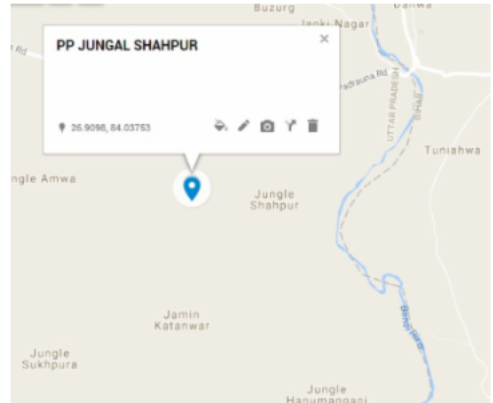 Buzurg
Janki Nagar
PP JUNGAL SHAHPUR
×
Rd
Padrauna Rd
UTTAR PRADESH
BIHAR
26.9098, 84.03753
Tuniahwa
ngle Amwa
Jungle
Shahpur
Jamin
Katanwar
Jungle
Sukhpura
Jungle
Hanumanganj